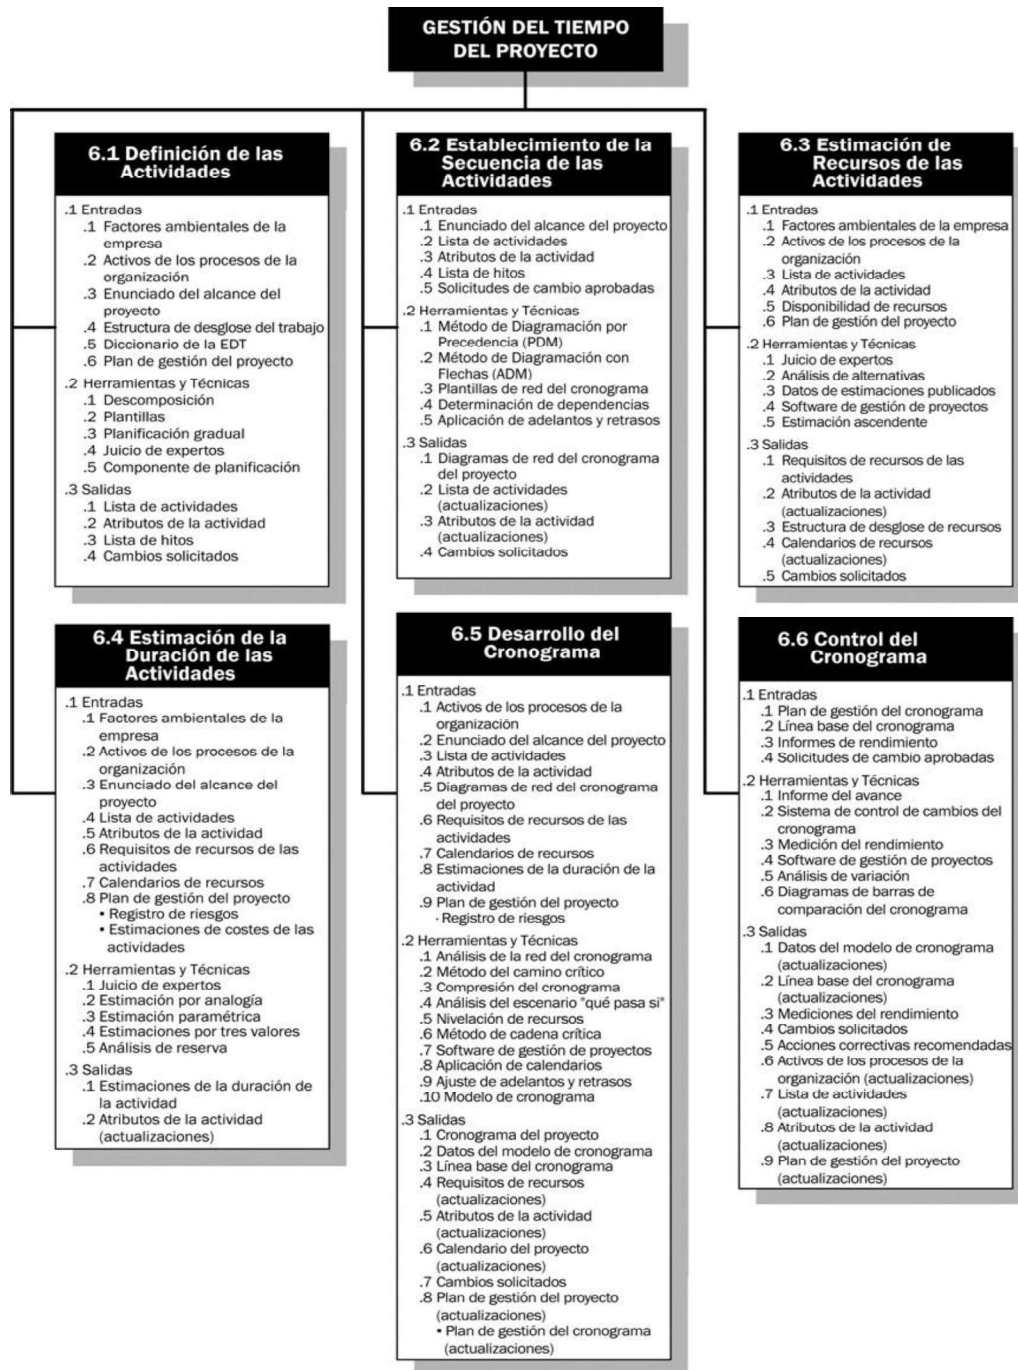 GESTIÓN DEL TIEMPO
DEL PROYECTO
6.1 Definición de las
Actividades
.1 Entradas
.1 Factores ambientales de la
empresa
.2 Activos de los procesos de la
organización
.3 Enunciado del alcance del
proyecto
.4 Estructura de desglose del trabajo
.5 Diccionario de la EDT
.6 Plan de gestión del proyecto
.2 Herramientas y Técnicas
.1 Descomposición
.2 Plantillas
.3 Planificación gradual
.4 Juicio de expertos
.5 Componente de planificación
.3 Salidas
.1 Lista de actividades
.2 Atributos de la actividad
.3 Lista de hitos
.4 Cambios solicitados
6.2 Establecimiento de la
Secuencia de las
Actividades
.1 Entradas
.1 Enunciado del alcance del proyecto
.2 Lista de actividades
.3 Atributos de la actividad
.4 Lista de hitos
.5 Solicitudes de cambio aprobadas
.2 Herramientas y Técnicas
.1 Método de Diagramación por
Precedencia (PDM)
.2 Método de Diagramación con
Flechas (ADM)
.3 Plantillas de red del cronograma
.4 Determinación de dependencias
.5 Aplicación de adelantos y retrasos
.3 Salidas
.1 Diagramas de red del cronograma
del proyecto
.2 Lista de actividades
(actualizaciones)
.3 Atributos de la actividad
(actualizaciones)
.4 Cambios solicitados
6.3 Estimación de
Recursos de las
Actividades
.1 Entradas
.1 Factores ambientales de la empresa
.2 Activos de los procesos de la
organización
.3 Lista de actividades
.4 Atributos de la actividad
.5 Disponibilidad de recursos
.6 Plan de gestión del proyecto
.2 Herramientas y Técnicas
.1 Juicio de expertos
.2 Análisis de alternativas
.3 Datos de estimaciones publicados
.4 Software de gestión de proyectos
.5 Estimación ascendente
.3 Salidas
.1 Requisitos de recursos de las
actividades
.2 Atributos de la actividad
(actualizaciones)
.3 Estructura de desglose de recursos
.4 Calendarios de recursos
(actualizaciones)
.5 Cambios solicitados
6.4 Estimación de la
Duración de las
Actividades
.1 Entradas
.1 Factores ambientales de la
empresa
.2 Activos de los procesos de la
organización
.3 Enunciado del alcance del
proyecto
.4 Lista de actividades
.5 Atributos de la actividad
.6 Requisitos de recursos de las
actividades
.7 Calendarios de recursos
.8 Plan de gestión del proyecto
▪ Registro de riesgos
▪ Estimaciones de costes de las
actividades
.2 Herramientas y Técnicas
.1 Juicio de expertos
.2 Estimación por analogía
.3 Estimación paramétrica
.4 Estimaciones por tres valores
.5 Análisis de reserva
.3 Salidas
.1 Estimaciones de la duración de
la actividad
.2 Atributos de la actividad
(actualizaciones)
6.5 Desarrollo del
Cronograma
.1 Entradas
.1 Activos de los procesos de la
organización
.2 Enunciado del alcance del proyecto
.3 Lista de actividades
.4 Atributos de la actividad
.5 Diagramas de red del cronograma
del proyecto
.6 Requisitos de recursos de las
actividades
.7 Calendarios de recursos
.8 Estimaciones de la duración de la
actividad
.9 Plan de gestión del proyecto
· Registro de riesgos
.2 Herramientas y Técnicas
.1 Análisis de la red del cronograma
.2 Método del camino crítico
.3 Compresión del cronograma
.4 Análisis del escenario "qué pasa si"
.5 Nivelación de recursos
.6 Método de cadena crítica
.7 Software de gestión de proyectos
.8 Aplicación de calendarios
.9 Ajuste de adelantos y retrasos
.10 Modelo de cronograma
.3 Salidas
.1 Cronograma del proyecto
.2 Datos del modelo de cronograma
.3 Línea base del cronograma
.4 Requisitos de recursos
(actualizaciones)
.5 Atributos de la actividad
(actualizaciones)
.6 Calendario del proyecto
(actualizaciones)
.7 Cambios solicitados
.8 Plan de gestión del proyecto
(actualizaciones)
▪ Plan de gestión del cronograma
(actualizaciones)
6.6 Control del
Cronograma
.1 Entradas
.1 Plan de gestión del cronograma
.2 Línea base del cronograma
.3 Informes de rendimiento
.4 Solicitudes de cambio aprobadas
.2 Herramientas y Técnicas
.1 Informe del avance
.2 Sistema de control de cambios del
cronograma
.3 Medición del rendimiento
.4 Software de gestión de proyectos
.5 Análisis de variación
.6 Diagramas de barras de
comparación del cronograma
.3 Salidas
.1 Datos del modelo de cronograma
(actualizaciones)
.2 Línea base del cronograma
(actualizaciones)
.3 Mediciones del rendimiento
.4 Cambios solicitados
.5 Acciones correctivas recomendadas
.6 Activos de los procesos de la
organización (actualizaciones)
.7 Lista de actividades
(actualizaciones)
.8 Atributos de la actividad
(actualizaciones)
.9 Plan de gestión del proyecto
(actualizaciones)